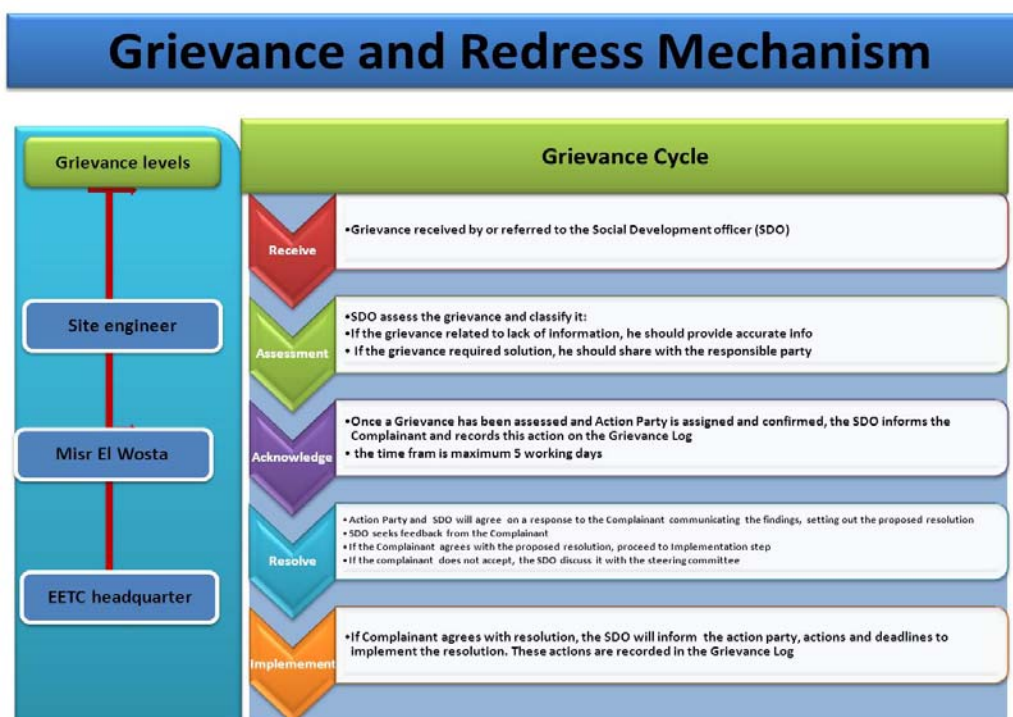 Grievance and Redress Mechanism
Grievance levels
Site engineer
Misr El Wosta
EETC headquarter
Grievance Cycle
Receive
•Grievance received by or referred to the Social Development officer (SDO)
Assessment
•SDO assess the grievance and classify it:
•If the grievance related to lack of information, he should provide accurate info
• If the grievance required solution, he should share with the responsible party
Acknowledge
•Once a Grievance has been assessed and Action Party is assigned and confirmed, the SDO informs the
Complainant and records this action on the Grievance Log
• the time fram is maximum 5 working days
Resolve
• Action Party and SDO will agree on a response to the Complainant communicating the findings, setting out the proposed resolution
• SDO seeks feedback from the Complainant
• If the Complainant agrees with the proposed resolution, proceed to Implementation step
• If the complainant does not accept, the SDO discuss it with the steering committee
Implemement
•If Complainant agrees with resolution, the SDO will inform the action party, actions and deadlines to
implement the resolution. These actions are recorded in the Grievance Log